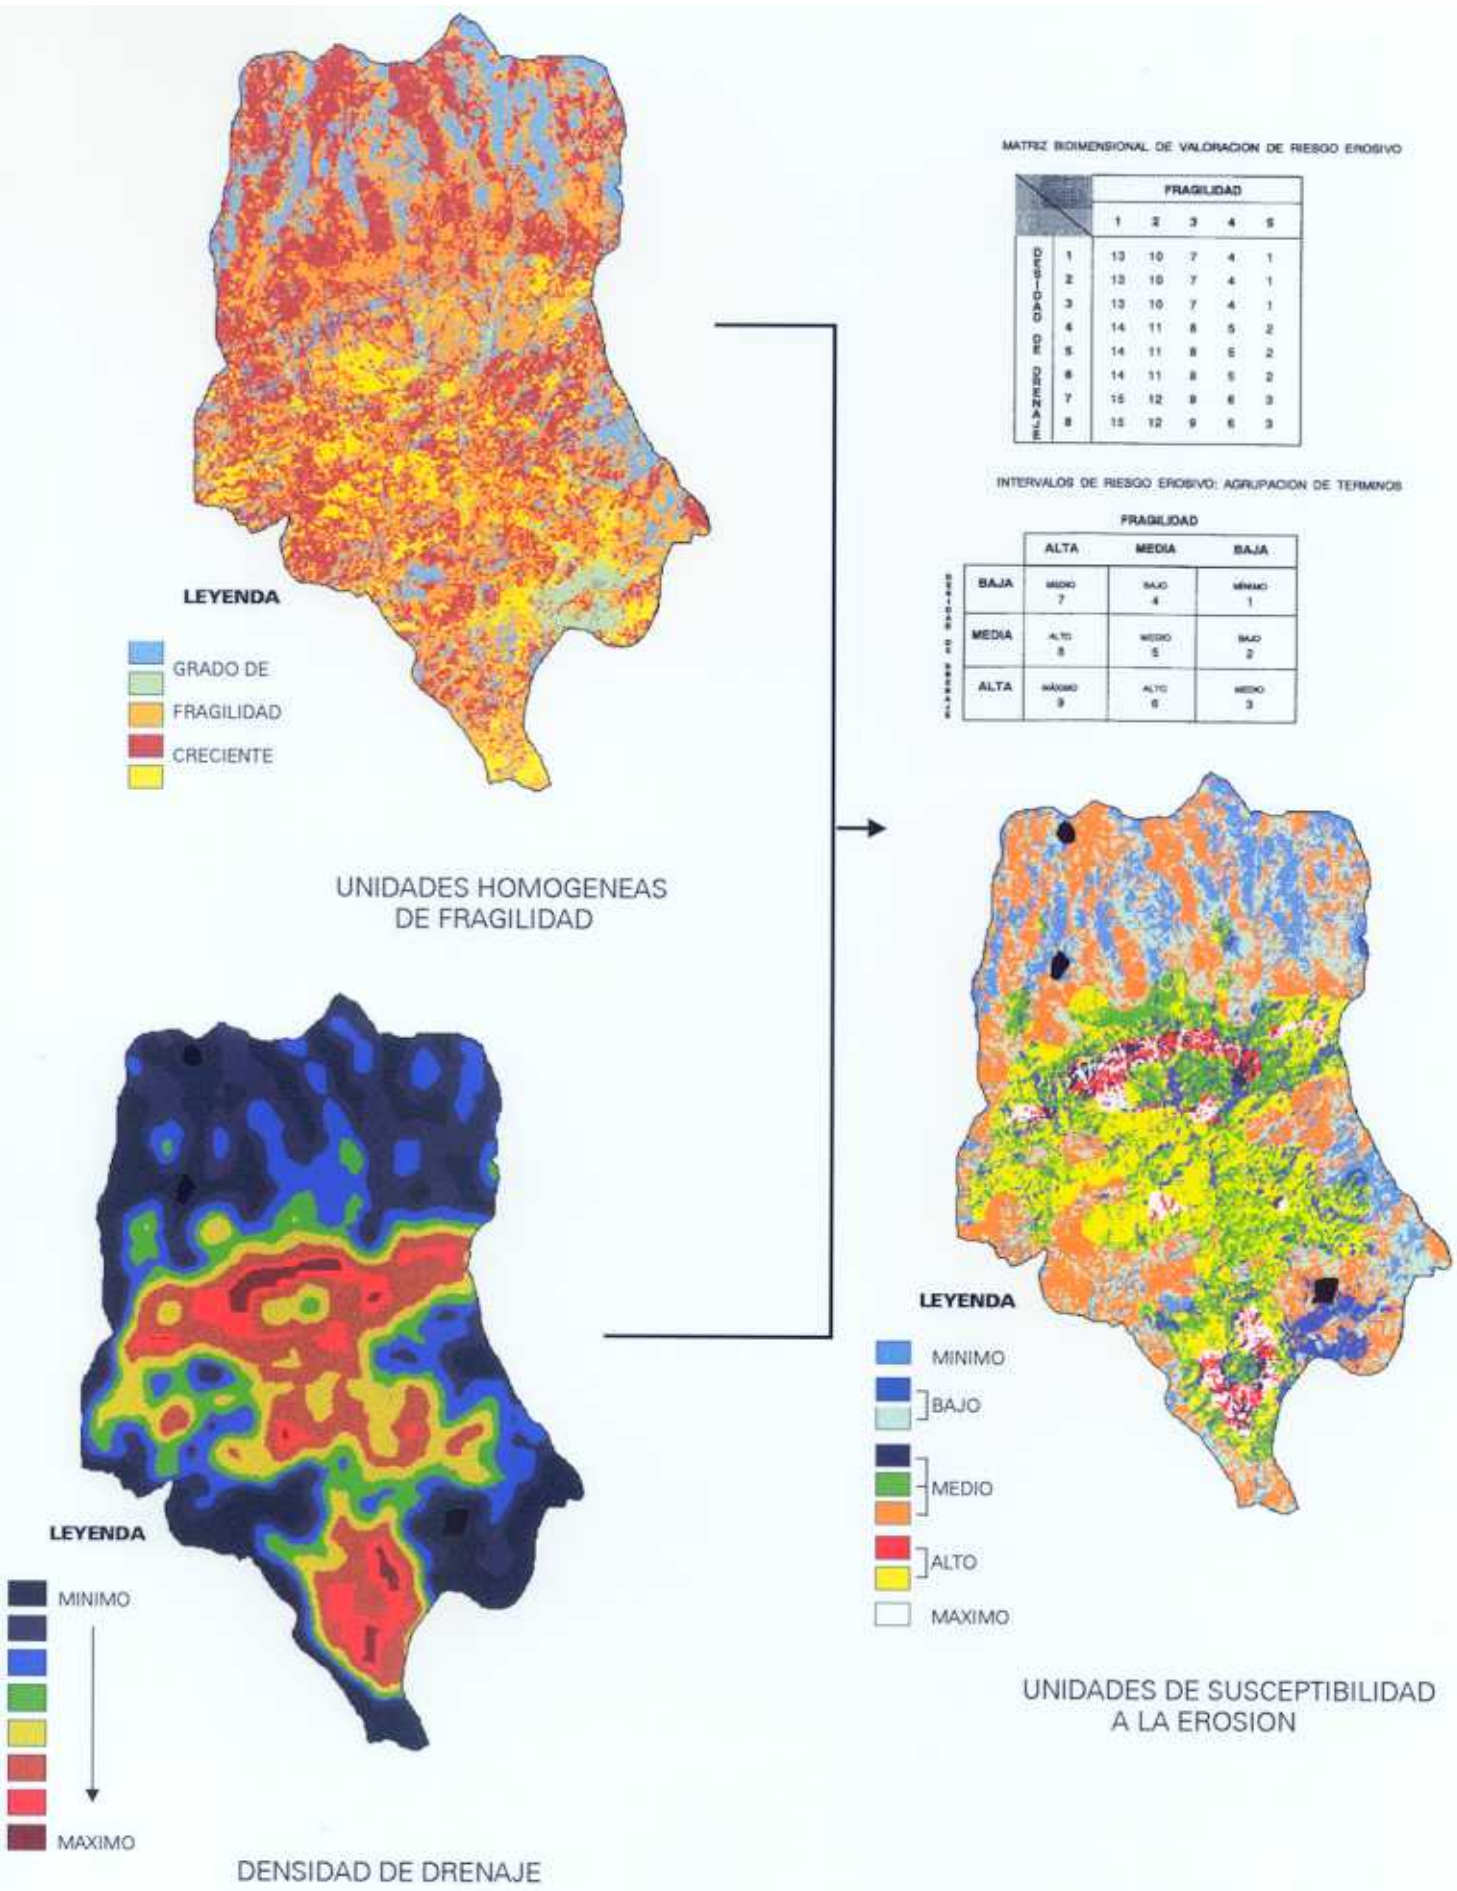 MATRIZ BIDIMENSIONAL DE VALORACION DE RIESGO EROSIVO
FRAGILIDAD
1 2 3 4 5
DESIDAD DE DRENAJE
1 13 10 7 4 1
2 13 10 7 4 1
3 13 10 7 4 1
4 14 11 8 5 2
5 14 11 8 5 2
6 14 11 8 5 2
7 15 12 9 6 3
8 15 12 9 6 3
INTERVALOS DE RIESGO EROSIVO: AGRUPACION DE TERMINOS
FRAGILIDAD
ALTA MEDIA BAJA
DENSIDAD DE DRENAJE
BAJA MEDIO BAJO MÍNIMO
7 4 1
MEDIA ALTO MEDIO BAJO
8 5 2
ALTA MÁXIMO ALTO MEDIO
9 6 3
LEYENDA
GRADO DE
FRAGILIDAD
CRECIENTE
UNIDADES HOMOGENEAS
DE FRAGILIDAD
LEYENDA
MINIMO
MAXIMO
DENSIDAD DE DRENAJE
LEYENDA
MINIMO
BAJO
MEDIO
ALTO
MAXIMO
UNIDADES DE SUSCEPTIBILIDAD
A LA EROSION